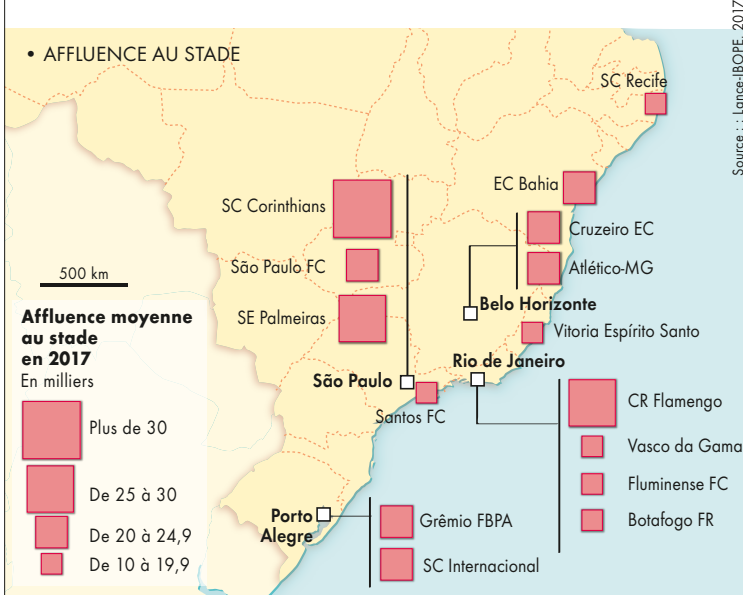 • AFFLUENCE AU STADE
Source : : Lance-IBOPE, 2017
SC Recife
EC Bahia
SC Corinthians
Cruzeiro EC
São Paulo FC
Atlético-MG
500 km
SE Palmeiras
Belo Horizonte
Vitoria Espírito Santo
Rio de Janeiro
São Paulo
Santos FC
CR Flamengo
Vasco da Gama
Fluminense FC
Botafogo FR
Porto
Alegre
Grêmio FBPA
SC Internacional
Affluence moyenne
au stade
en 2017
En milliers
Plus de 30
De 25 à 30
De 20 à 24,9
De 10 à 19,9